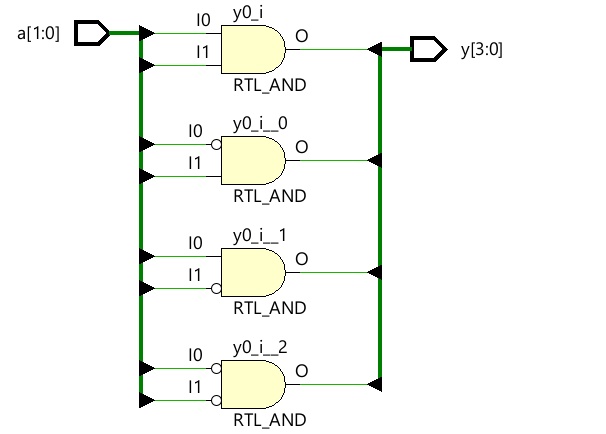 y0_i
a[1:0]
I0
O
y[3:0]
I1
RTL_AND
y0_i__0
I0
O
I1
RTL_AND
y0_i__1
I0
O
I1
RTL_AND
y0_i__2
I0
O
I1
RTL_AND